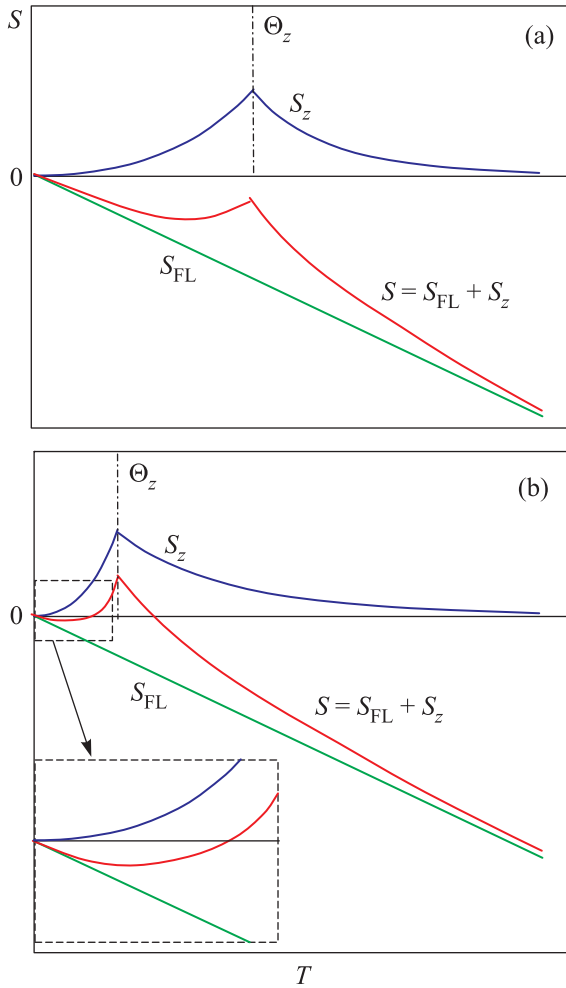 S
Θz
(a)
Sz
0
SFL
S = SFL + Sz
Θz
(b)
Sz
0
SFL
S = SFL + Sz
T